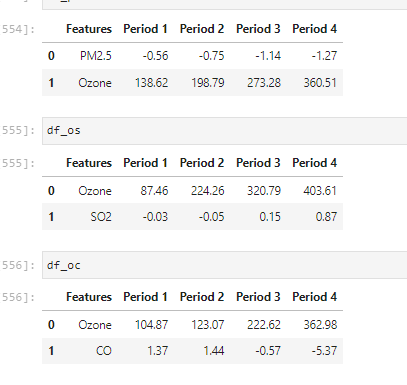 554]:
Features Period 1 Period 2 Period 3 Period 4
0 PM2.5 -0.56 -0.75 -1.14 -1.27
1 Ozone 138.62 198.79 273.28 360.51
555]: df_os
555]:
Features Period 1 Period 2 Period 3 Period 4
0 Ozone 87.46 224.26 320.79 403.61
1 SO2 -0.03 -0.05 0.15 0.87
556]: df_oc
556]:
Features Period 1 Period 2 Period 3 Period 4
0 Ozone 104.87 123.07 222.62 362.98
1 CO 1.37 1.44 -0.57 -5.37